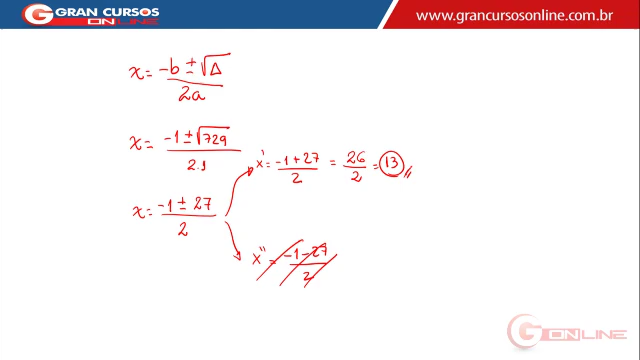 GRAN CURSOS ONLINE
www.grancursosonline.com.br
x = -b ± √Δ / 2a
x = -1 ± √729 / 2.1
x' = -1 + 27 / 2 = 26 / 2 = 13 //
x = -1 ± 27 / 2
x'' = -1 - 27 / 2
G ONLINE